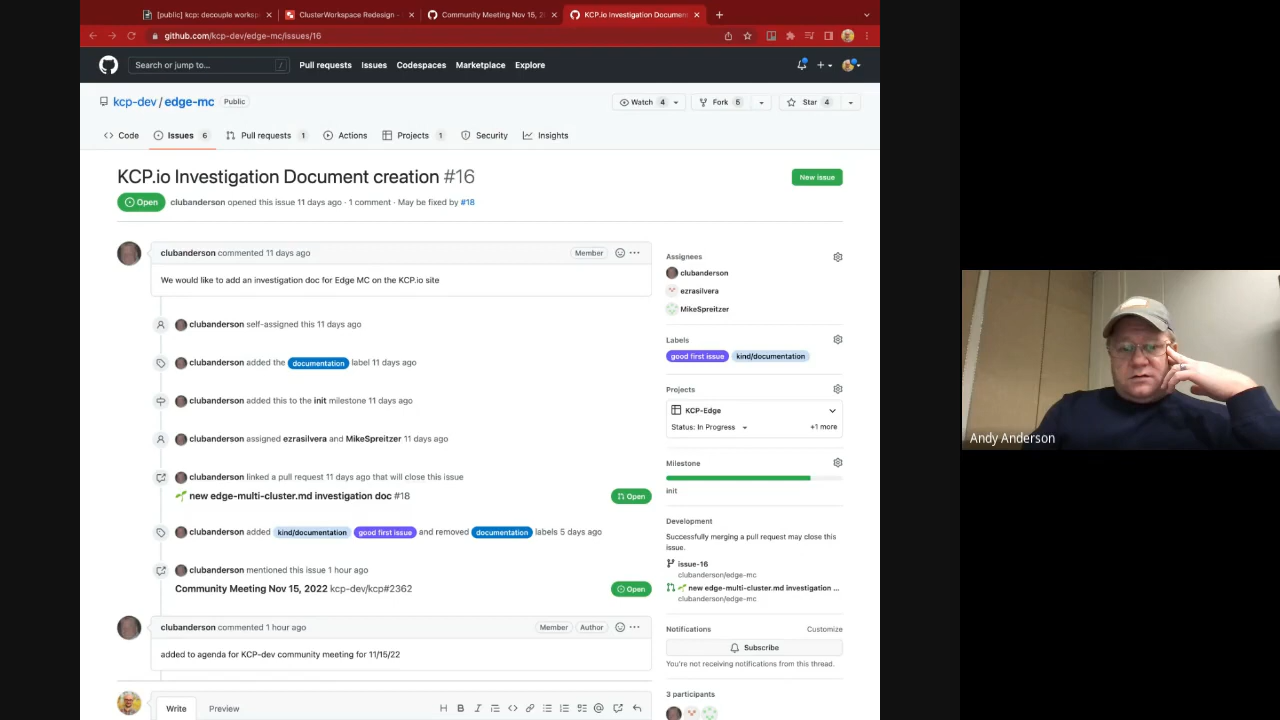 [public] kcp: decouple worksp
ClusterWorkspace Redesign -
Community Meeting Nov 15, 2
KCP.io Investigation Documen
github.com/kcp-dev/edge-mc/issues/16
Search or jump to...
/
Pull requests
Issues
Codespaces
Marketplace
Explore
kcp-dev / edge-mc
Public
Watch 4
Fork 5
Star 4
Code
Issues 6
Pull requests 1
Actions
Projects 1
Security
Insights
KCP.io Investigation Document creation #16
New issue
Open
clubanderson opened this issue 11 days ago · 1 comment · May be fixed by #18
clubanderson commented 11 days ago
Member
We would like to add an investigation doc for Edge MC on the KCP.io site
clubanderson self-assigned this 11 days ago
clubanderson added the documentation label 11 days ago
clubanderson added this to the init milestone 11 days ago
clubanderson assigned ezrasilvera and MikeSpreitzer 11 days ago
clubanderson linked a pull request 11 days ago that will close this issue
🌱 new edge-multi-cluster.md investigation doc #18
Open
clubanderson added kind/documentation good first issue and removed documentation labels 5 days ago
clubanderson mentioned this issue 1 hour ago
Community Meeting Nov 15, 2022 kcp-dev/kcp#2362
Open
clubanderson commented 1 hour ago
Member
Author
added to agenda for KCP-dev community meeting for 11/15/22
Write
Preview
Assignees
clubanderson
ezrasilvera
MikeSpreitzer
Labels
good first issue
kind/documentation
Projects
KCP-Edge
Status: In Progress
+1 more
Milestone
init
Development
Successfully merging a pull request may close this
issue.
issue-16
clubanderson/edge-mc
🌱 new edge-multi-cluster.md investigation ...
clubanderson/edge-mc
Notifications
Customize
Subscribe
You're not receiving notifications from this thread.
3 participants
Andy Anderson